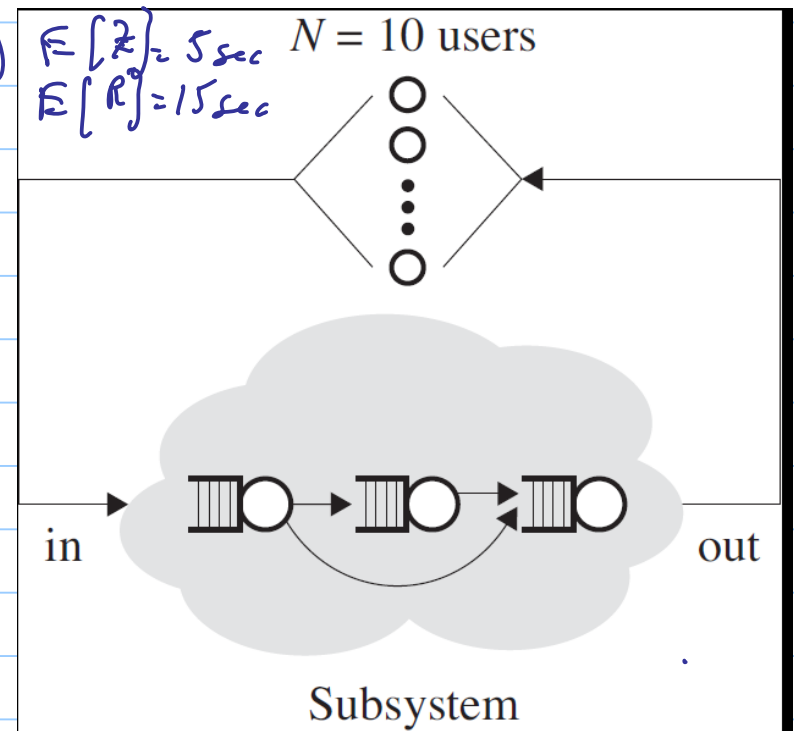 ) E[Z] = 5 sec N = 10 users
E[R] = 15 sec
in
out
Subsystem